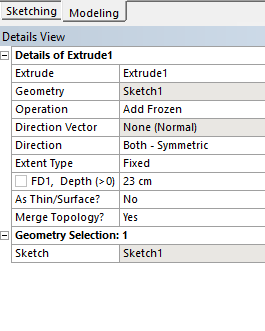 Sketching Modeling
Details View
Details of Extrude1
Extrude Extrude1
Geometry Sketch1
Operation Add Frozen
Direction Vector None (Normal)
Direction Both - Symmetric
Extent Type Fixed
FD1, Depth (>0) 23 cm
As Thin/Surface? No
Merge Topology? Yes
Geometry Selection: 1
Sketch Sketch1